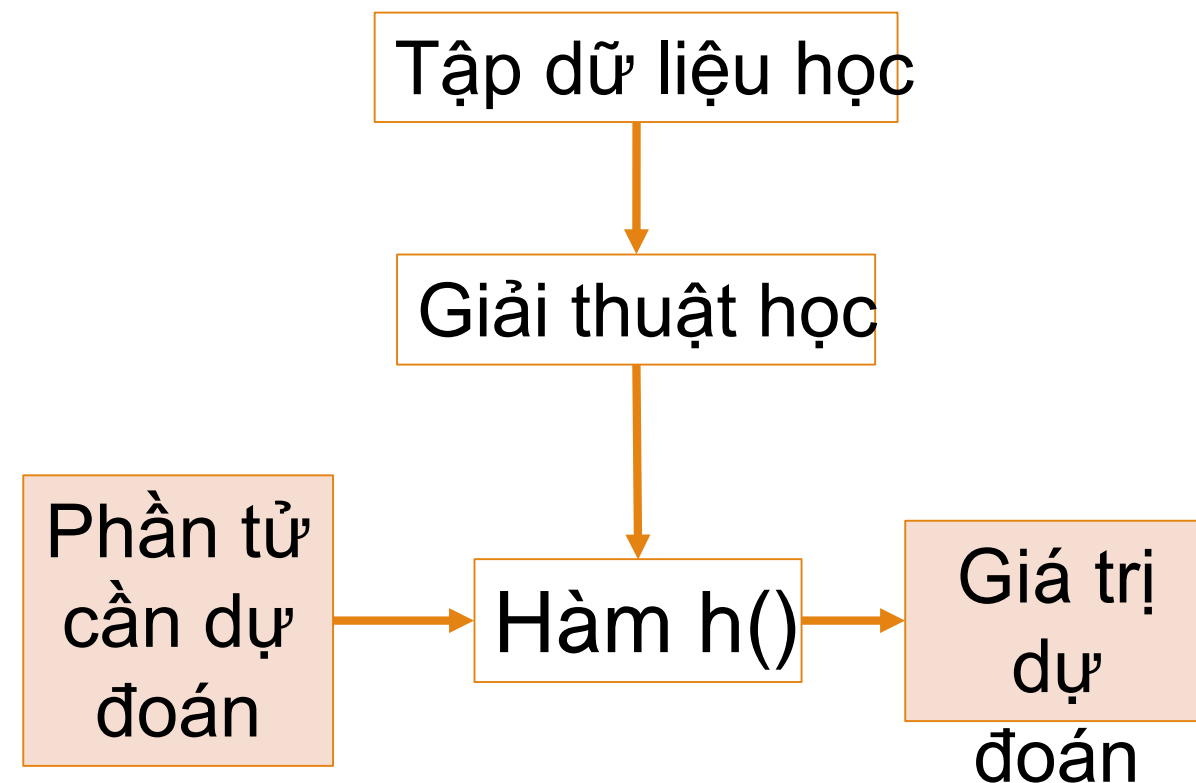 Tập dữ liệu học
Giải thuật học
Phần tử
cần dự
đoán
Hàm h()
Giá trị
dự
đoán